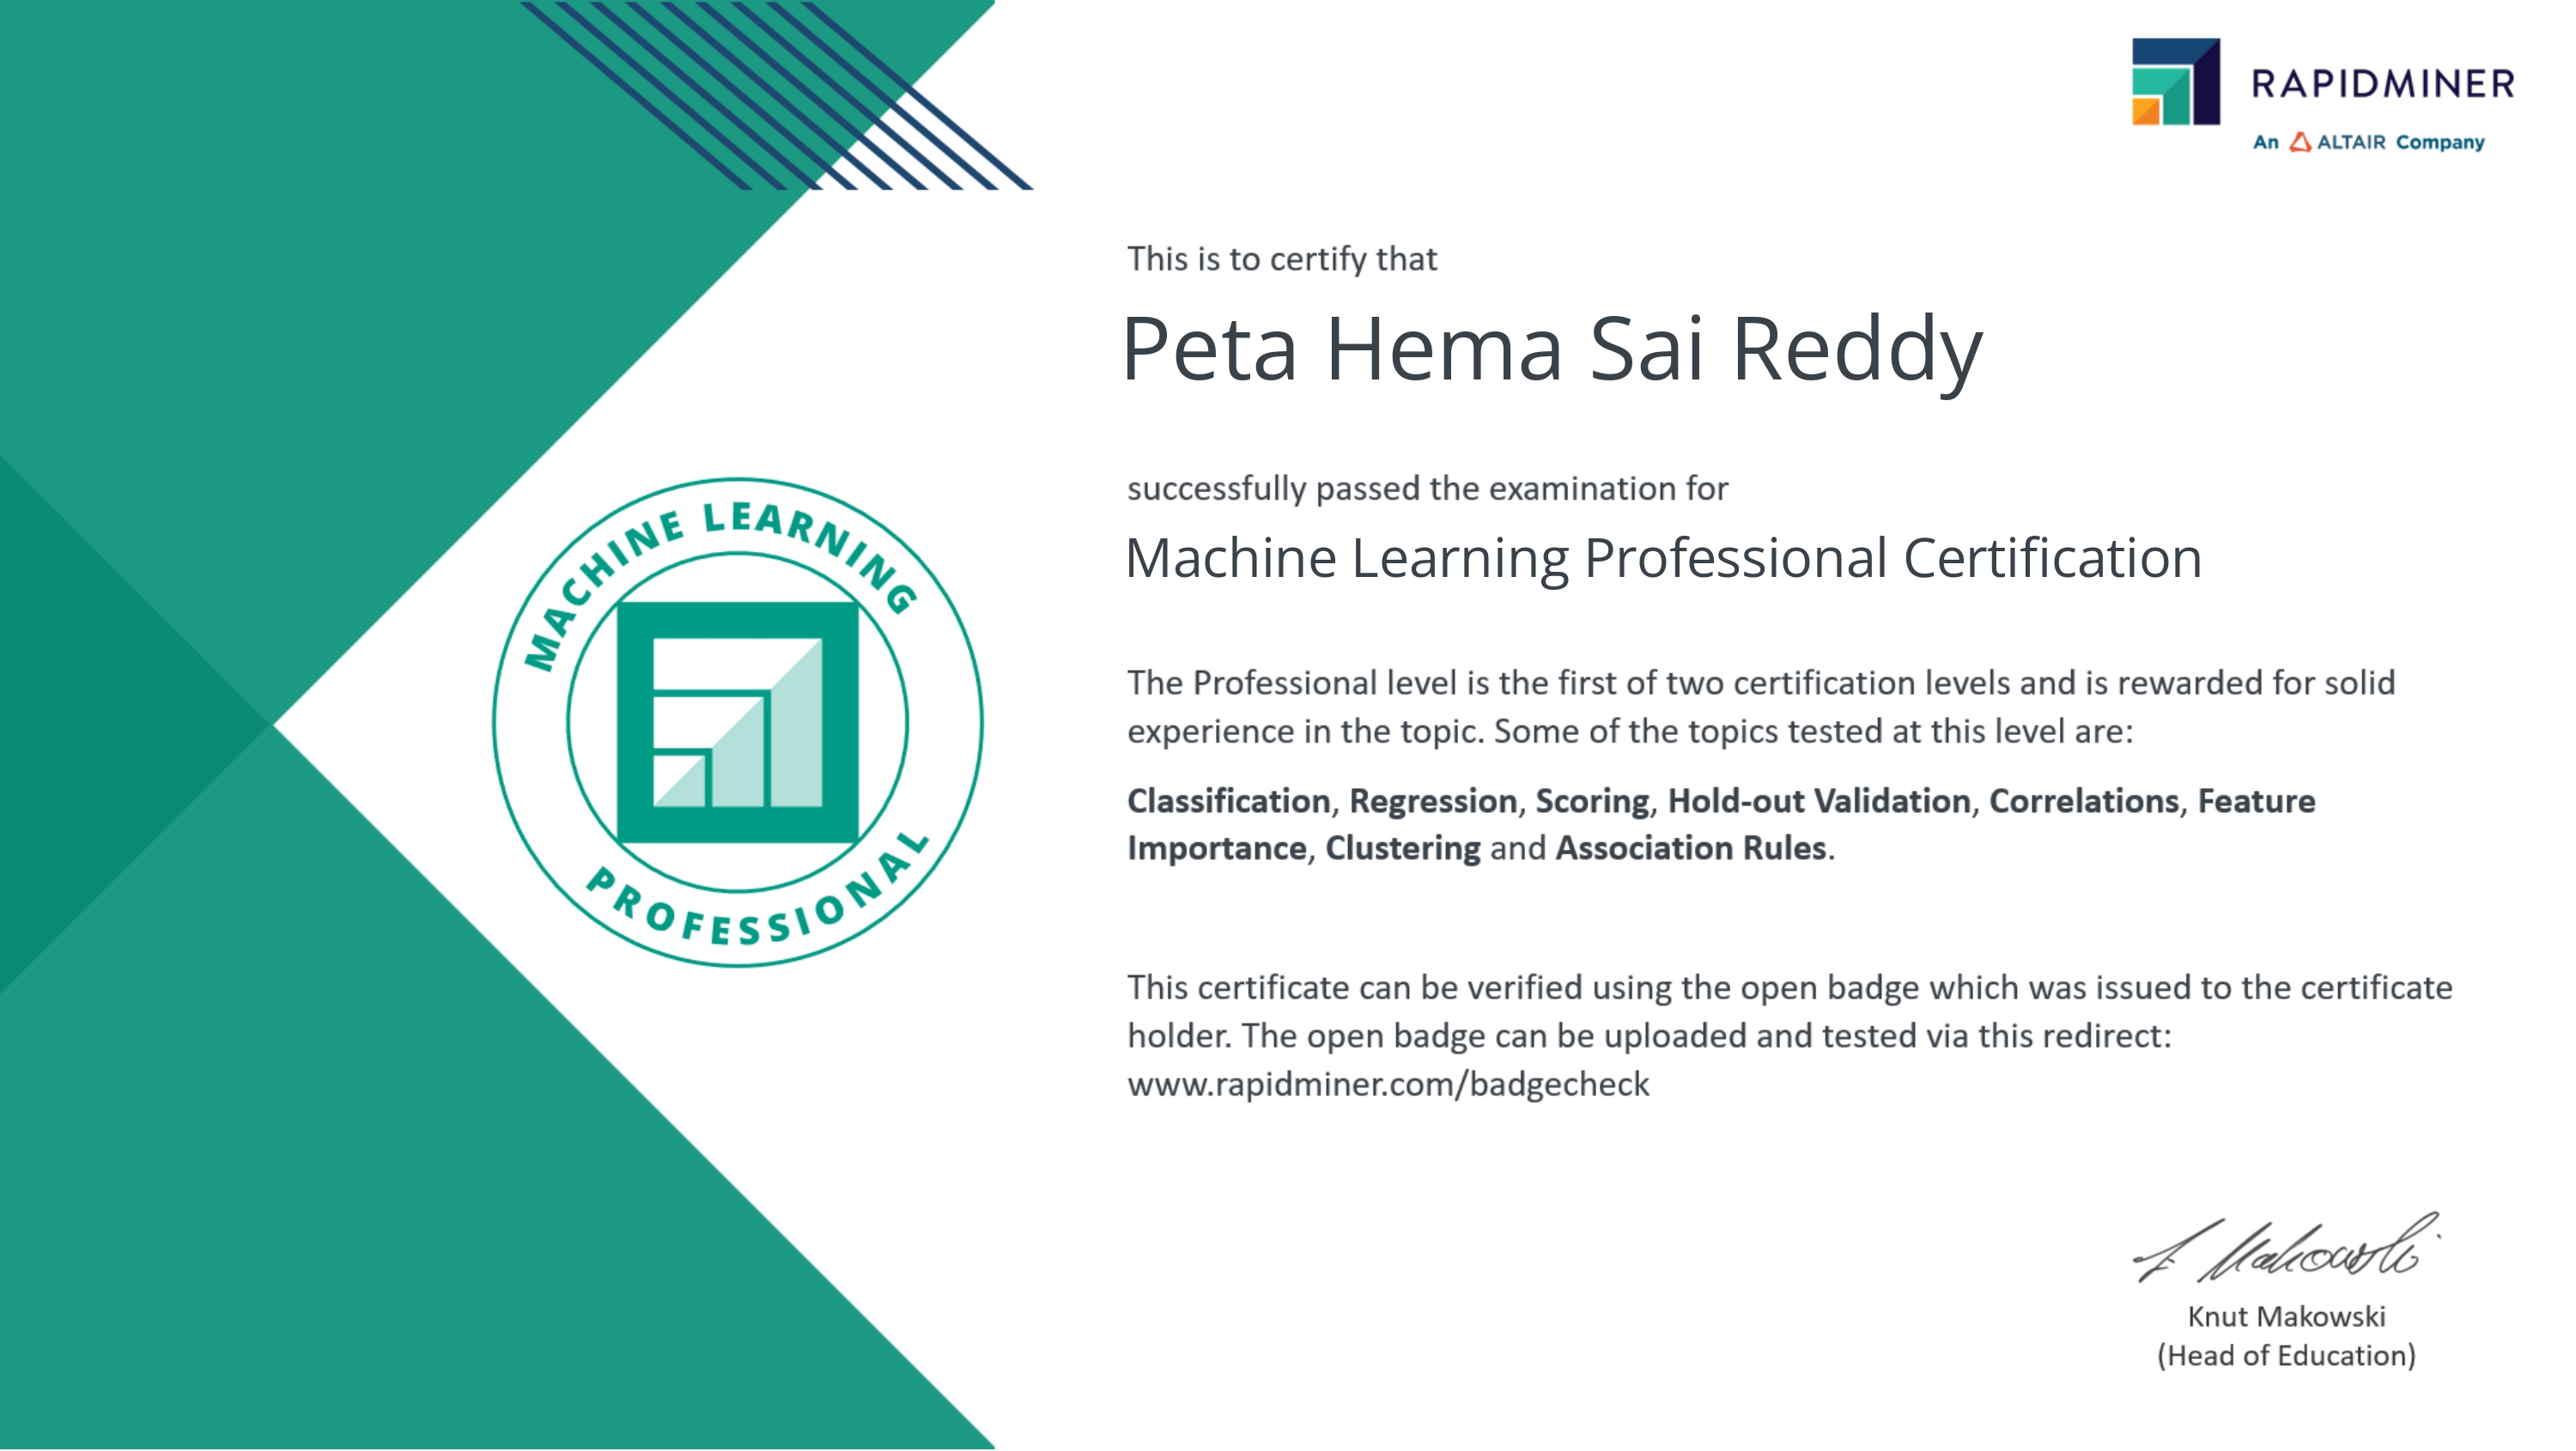 RAPIDMINER
An ALTAIR Company
This is to certify that
Peta Hema Sai Reddy
successfully passed the examination for
Machine Learning Professional Certification
MACHINE LEARNING
PROFESSIONAL
The Professional level is the first of two certification levels and is rewarded for solid
experience in the topic. Some of the topics tested at this level are:
Classification, Regression, Scoring, Hold-out Validation, Correlations, Feature
Importance, Clustering and Association Rules.
This certificate can be verified using the open badge which was issued to the certificate
holder. The open badge can be uploaded and tested via this redirect:
www.rapidminer.com/badgecheck
Knut Makowski
(Head of Education)